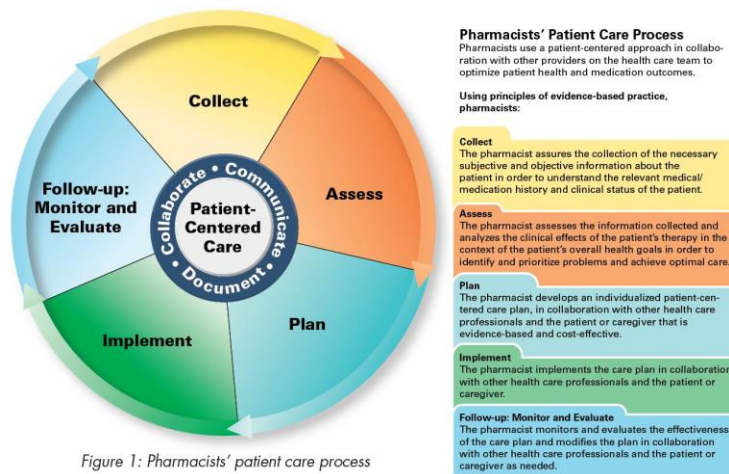 Collect
Assess
Plan
Implement
Follow-up:
Monitor and
Evaluate
Collaborate • Communicate • Document •
Patient-
Centered
Care
Figure 1: Pharmacists' patient care process
Pharmacists' Patient Care Process
Pharmacists use a patient-centered approach in collabo-
ration with other providers on the health care team to
optimize patient health and medication outcomes.
Using principles of evidence-based practice,
pharmacists:
Collect
The pharmacist assures the collection of the necessary
subjective and objective information about the
patient in order to understand the relevant medical/
medication history and clinical status of the patient.
Assess
The pharmacist assesses the information collected and
analyzes the clinical effects of the patient's therapy in the
context of the patient's overall health goals in order to
identify and prioritize problems and achieve optimal care.
Plan
The pharmacist develops an individualized patient-cen-
tered care plan, in collaboration with other health care
professionals and the patient or caregiver that is
evidence-based and cost-effective.
Implement
The pharmacist implements the care plan in collaboration
with other health care professionals and the patient or
caregiver.
Follow-up: Monitor and Evaluate
The pharmacist monitors and evaluates the effectiveness
of the care plan and modifies the plan in collaboration
with other health care professionals and the patient or
caregiver as needed.